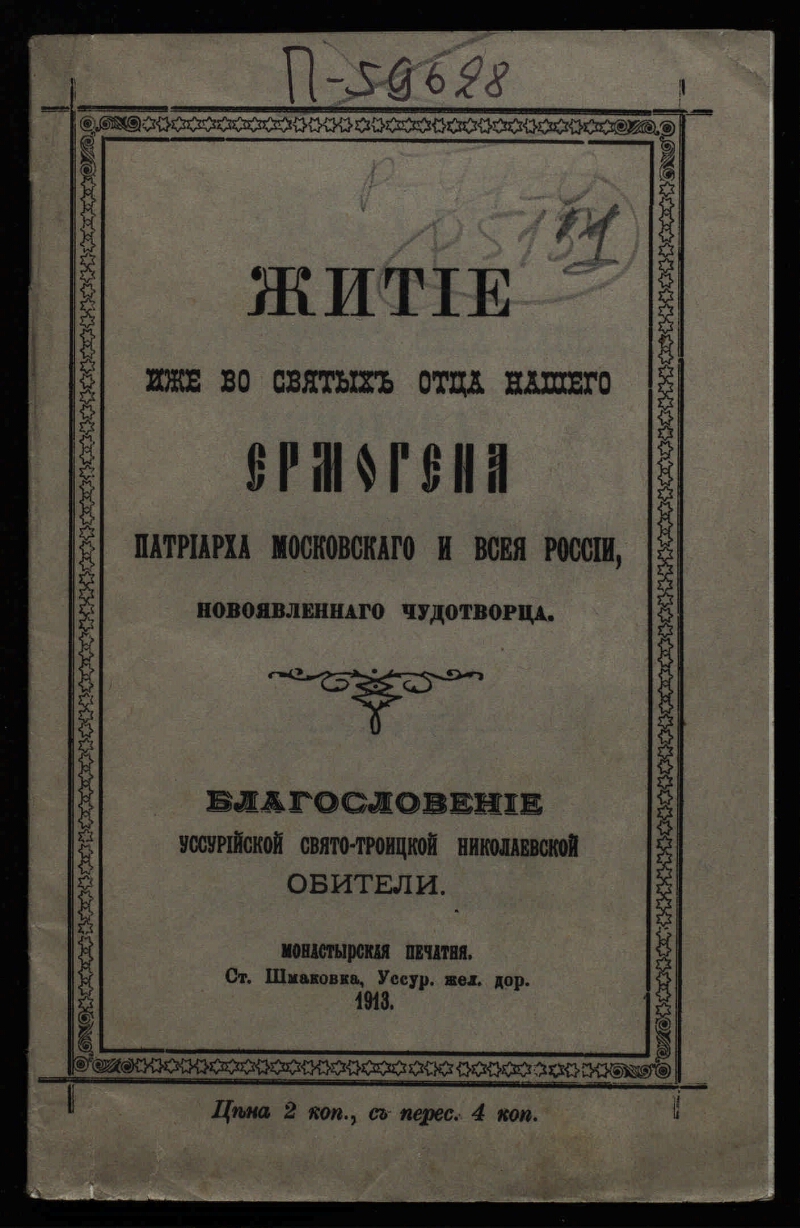 П-59628
ЖИТІЕ
ИЖЕ ВО СВЯТЫХЪ ОТЦА НАШЕГО
ЕРМОГЕНА
ПАТРІАРХА МОСКОВСКАГО И ВСЕЯ РОССІИ,
НОВОЯВЛЕННАГО ЧУДОТВОРЦА.
БЛАГОСЛОВЕНІЕ
УССУРІЙСКОЙ СВЯТО-ТРОИЦКОЙ НИКОЛАЕВСКОЙ
ОБИТЕЛИ.
МОНАСТЫРСКАЯ ПЕЧАТНЯ.
Ст. Шмаковка, Уссур. жел. дор.
1913.
Цѣна 2 коп., съ перес. 4 коп.